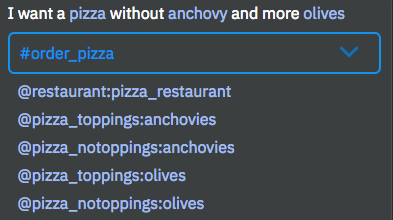 I want a pizza without anchovy and more olives
#order_pizza
@restaurant:pizza_restaurant
@pizza_toppings:anchovies
@pizza_notoppings:anchovies
@pizza_toppings:olives
@pizza_notoppings:olives